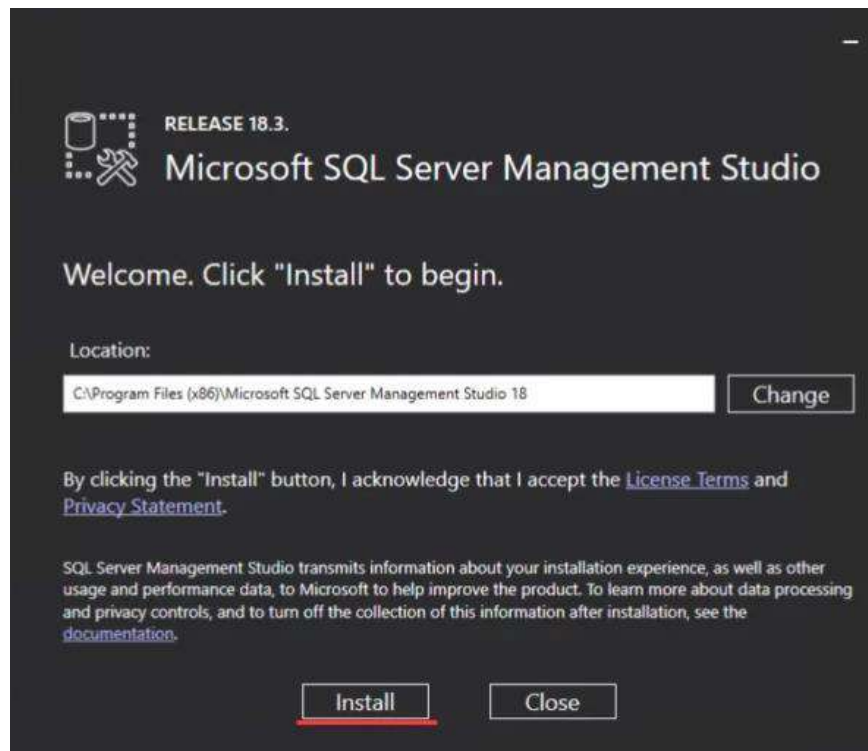 RELEASE 18.3.
Microsoft SQL Server Management Studio
Welcome. Click "Install" to begin.
Location:
C:\Program Files (x86)\Microsoft SQL Server Management Studio 18
Change
By clicking the "Install" button, I acknowledge that I accept the License Terms and
Privacy Statement.
SQL Server Management Studio transmits information about your installation experience, as well as other
usage and performance data, to Microsoft to help improve the product. To learn more about data processing
and privacy controls, and to turn off the collection of this information after installation, see the
documentation.
Install
Close